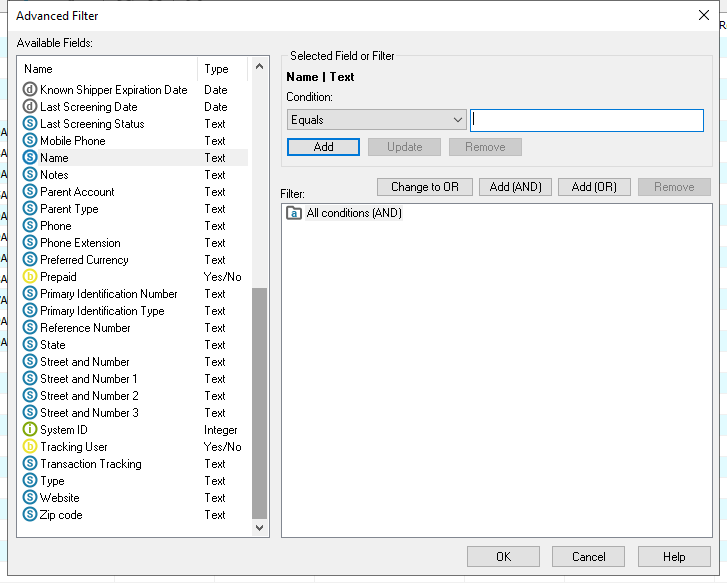 Advanced Filter
Available Fields:
Name Type
d Known Shipper Expiration Date Date
d Last Screening Date Date
S Last Screening Status Text
S Mobile Phone Text
S Name Text
S Notes Text
S Parent Account Text
S Parent Type Text
S Phone Text
S Phone Extension Text
S Preferred Currency Text
b Prepaid Yes/No
S Primary Identification Number Text
S Primary Identification Type Text
S Reference Number Text
S State Text
S Street and Number Text
S Street and Number 1 Text
S Street and Number 2 Text
S Street and Number 3 Text
i System ID Integer
b Tracking User Yes/No
S Transaction Tracking Text
S Type Text
S Website Text
S Zip code Text
Selected Field or Filter
Name | Text
Condition:
Equals
Add Update Remove
Change to OR Add (AND) Add (OR) Remove
Filter:
a All conditions (AND)
OK Cancel Help